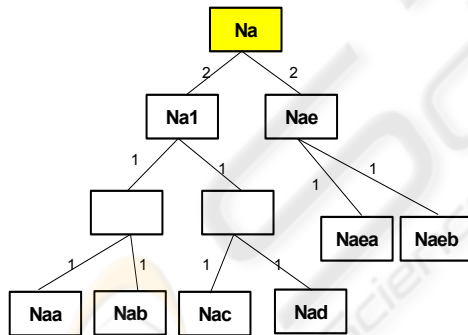 Na
2 2
Na1 Nae
1 1 1 1
Naea Naeb
1 1 1 1
Naa Nab Nac Nad